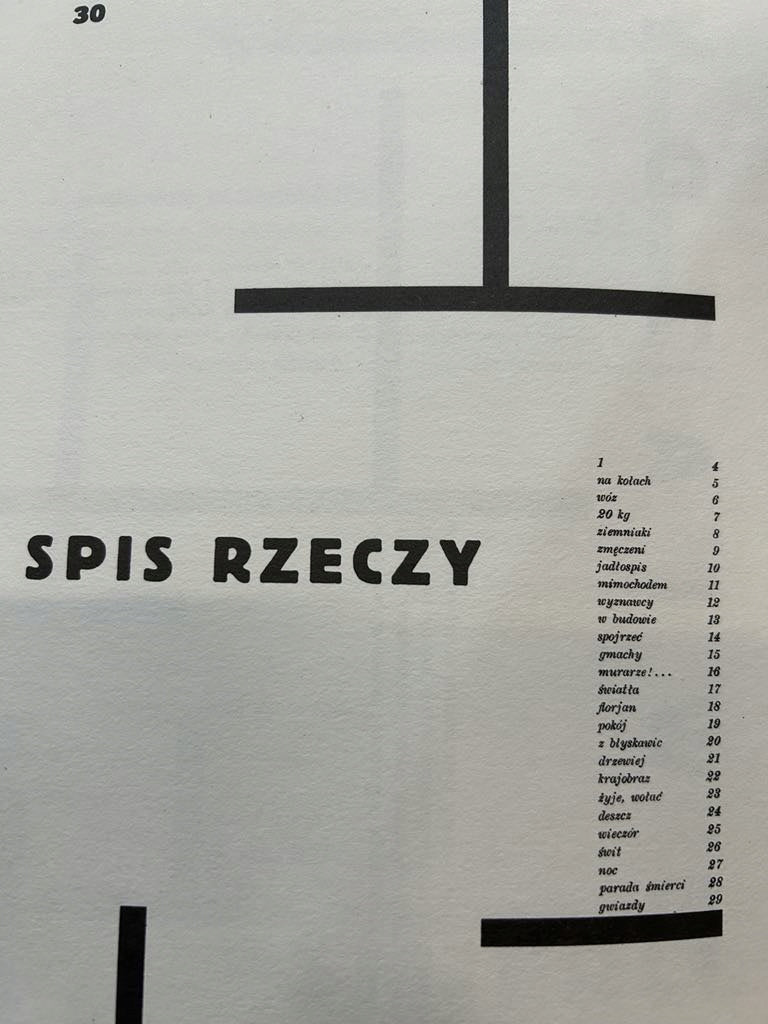 30
SPIS RZECZY
1 4
na kołach 5
wóz 6
20 kg 7
ziemniaki 8
zmęczeni 9
jadłospis 10
mimochodem 11
wyznawcy 12
w budowie 13
spojrzeć 14
gmachy 15
murarze!... 16
światła 17
florjan 18
pokój 19
z błyskawic 20
drzewiej 21
krajobraz 22
żyje, wołać 23
deszcz 24
wieczór 25
świt 26
noc 27
parada śmierci 28
gwiazdy 29